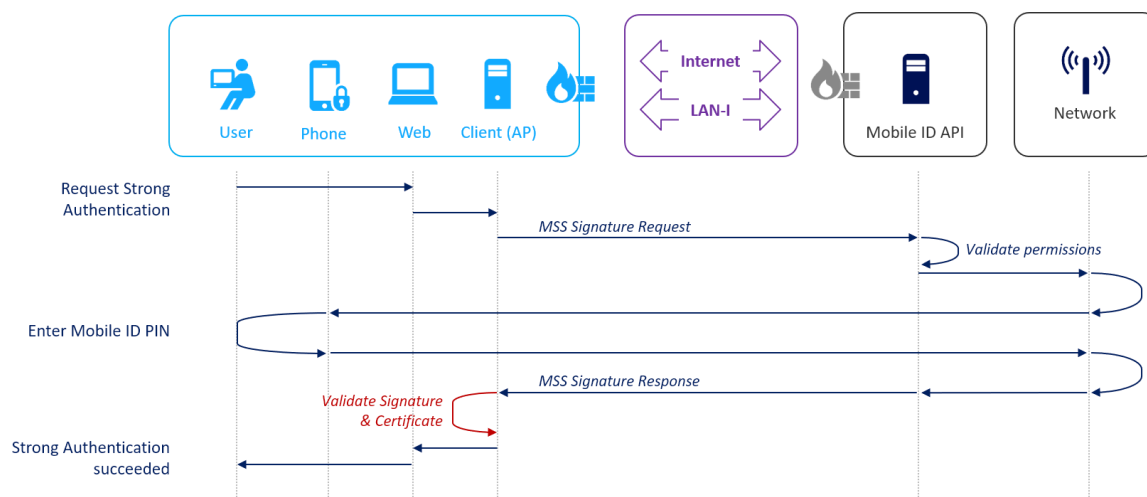 Internet
LAN-I
User
Phone
Web
Client (AP)
Mobile ID API
Network
Request Strong
Authentication
MSS Signature Request
Validate permissions
Enter Mobile ID PIN
MSS Signature Response
Validate Signature
& Certificate
Strong Authentication
succeeded